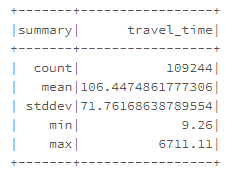 +-------+------------------+
|summary|       travel_time|
+-------+------------------+
|  count|            109244|
|   mean|106.4474861777306|
| stddev|71.76168638789554|
|    min|              9.26|
|    max|           6711.11|
+-------+------------------+